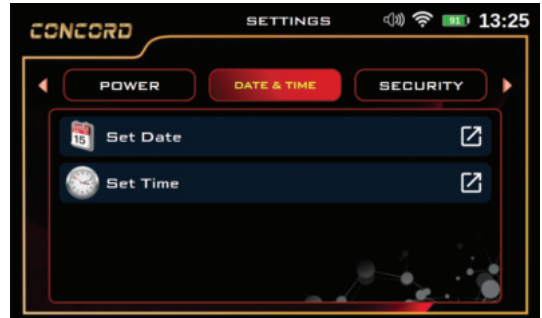 CONCORD
SETTINGS 91 13:25
POWER DATE & TIME SECURITY
15 Set Date
Set Time